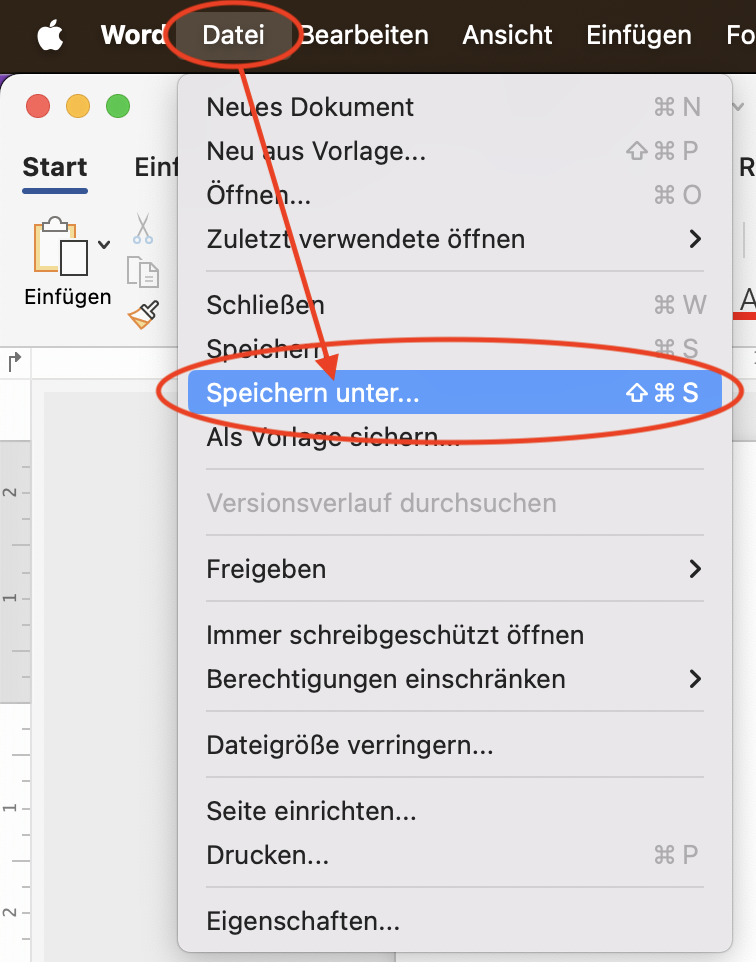 Word Datei Bearbeiten Ansicht Einfügen Fo
Neues Dokument ⌘ N
Neu aus Vorlage... ⇧ ⌘ P
Öffnen... ⌘ O
Zuletzt verwendete öffnen
Start Einf R
Einfügen
A
Schließen ⌘ W
Speichern ⌘ S
Speichern unter... ⇧ ⌘ S
Als Vorlage sichern...
Versionsverlauf durchsuchen
Freigeben
Immer schreibgeschützt öffnen
Berechtigungen einschränken
Dateigröße verringern...
Seite einrichten...
Drucken... ⌘ P
Eigenschaften...
2
1
1
2